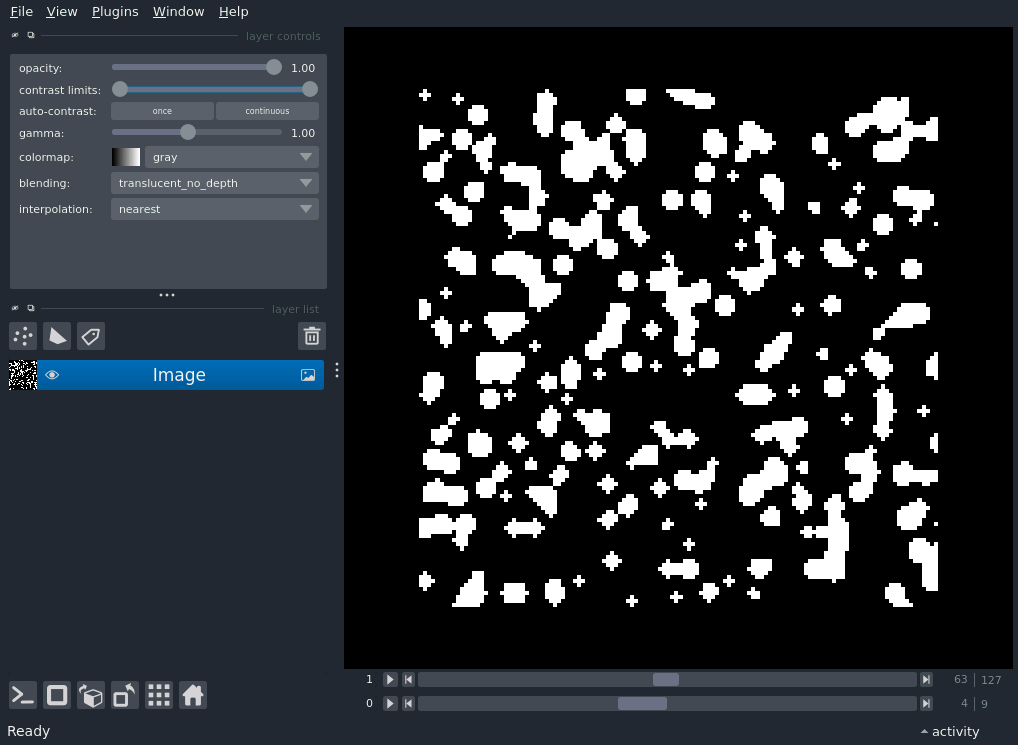 File View Plugins Window Help
layer controls
opacity: 1.00
contrast limits:
auto-contrast: once continuous
gamma: 1.00
colormap: gray
blending: translucent_no_depth
interpolation: nearest
layer list
Image
1 63 127
0 4 9
Ready activity